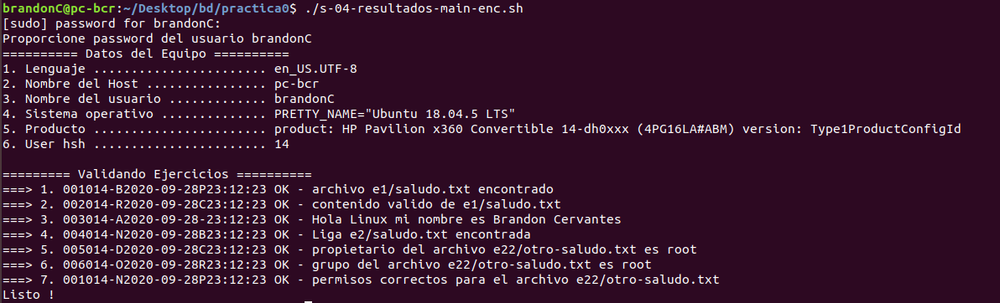 brandonC@pc-bcr:~/Desktop/bd/practica0$ ./s-04-resultados-main-enc.sh
[sudo] password for brandonC:
Proporcione password del usuario brandonC
========== Datos del Equipo ==========
1. Lenguaje ....................... en_US.UTF-8
2. Nombre del Host ................ pc-bcr
3. Nombre del usuario ............. brandonC
4. Sistema operativo .............. PRETTY_NAME="Ubuntu 18.04.5 LTS"
5. Producto ....................... product: HP Pavilion x360 Convertible 14-dh0xxx (4PG16LA#ABM) version: Type1ProductConfigId
6. User hsh ....................... 14
========= Validando Ejercicios ==========
===> 1. 001014-B2020-09-28P23:12:23 OK - archivo e1/saludo.txt encontrado
===> 2. 002014-R2020-09-28C23:12:23 OK - contenido valido de e1/saludo.txt
===> 3. 003014-A2020-09-28-23:12:23 OK - Hola Linux mi nombre es Brandon Cervantes
===> 4. 004014-N2020-09-28B23:12:23 OK - Liga e2/saludo.txt encontrada
===> 5. 005014-D2020-09-28C23:12:23 OK - propietario del archivo e22/otro-saludo.txt es root
===> 6. 006014-O2020-09-28R23:12:23 OK - grupo del archivo e22/otro-saludo.txt es root
===> 7. 001014-N2020-09-28P23:12:23 OK - permisos correctos para el archivo e22/otro-saludo.txt
Listo !